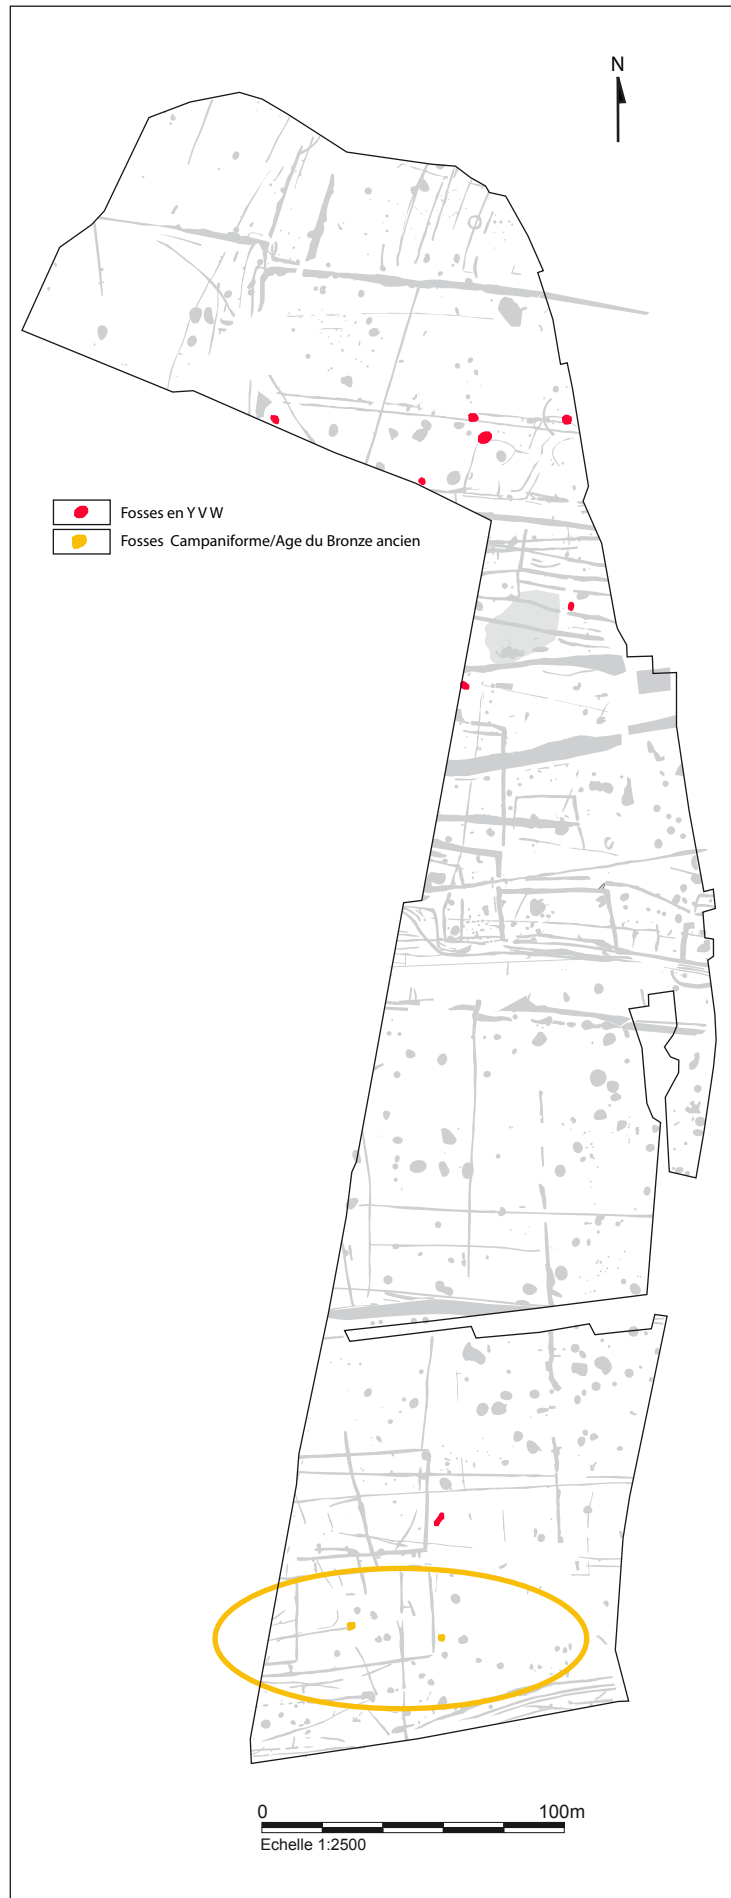 N
Fosses en Y V W
Fosses Campaniforme/Age du Bronze ancien
0 100m
Echelle 1:2500